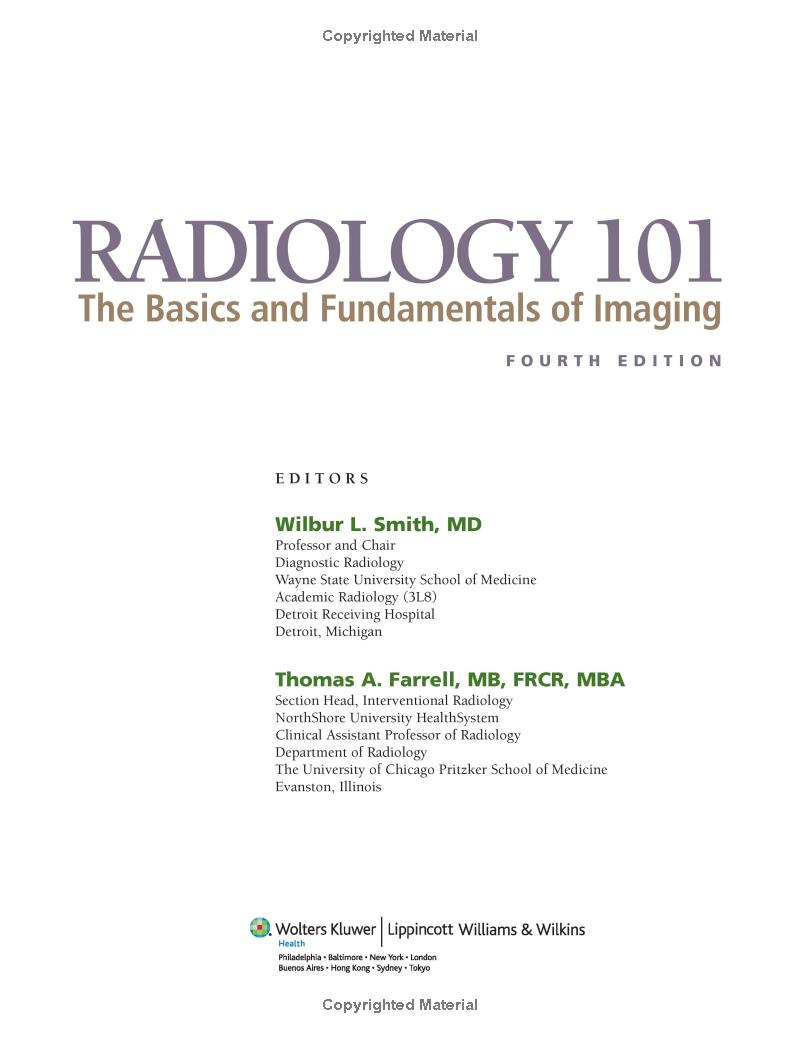 Copyrighted Material
RADIOLOGY 101
The Basics and Fundamentals of Imaging
FOURTH EDITION
EDITORS
Wilbur L. Smith, MD
Professor and Chair
Diagnostic Radiology
Wayne State University School of Medicine
Academic Radiology (3L8)
Detroit Receiving Hospital
Detroit, Michigan
Thomas A. Farrell, MB, FRCR, MBA
Section Head, Interventional Radiology
NorthShore University HealthSystem
Clinical Assistant Professor of Radiology
Department of Radiology
The University of Chicago Pritzker School of Medicine
Evanston, Illinois
Wolters Kluwer | Lippincott Williams & Wilkins
Health
Philadelphia • Baltimore • New York • London
Buenos Aires • Hong Kong • Sydney • Tokyo
Copyrighted Material